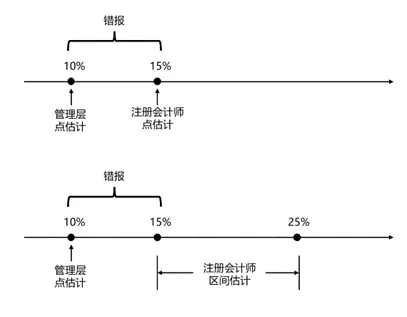 错报
10%
15%
管理层
点估计
注册会计师
点估计
错报
10%
15%
25%
管理层
点估计
注册会计师
区间估计